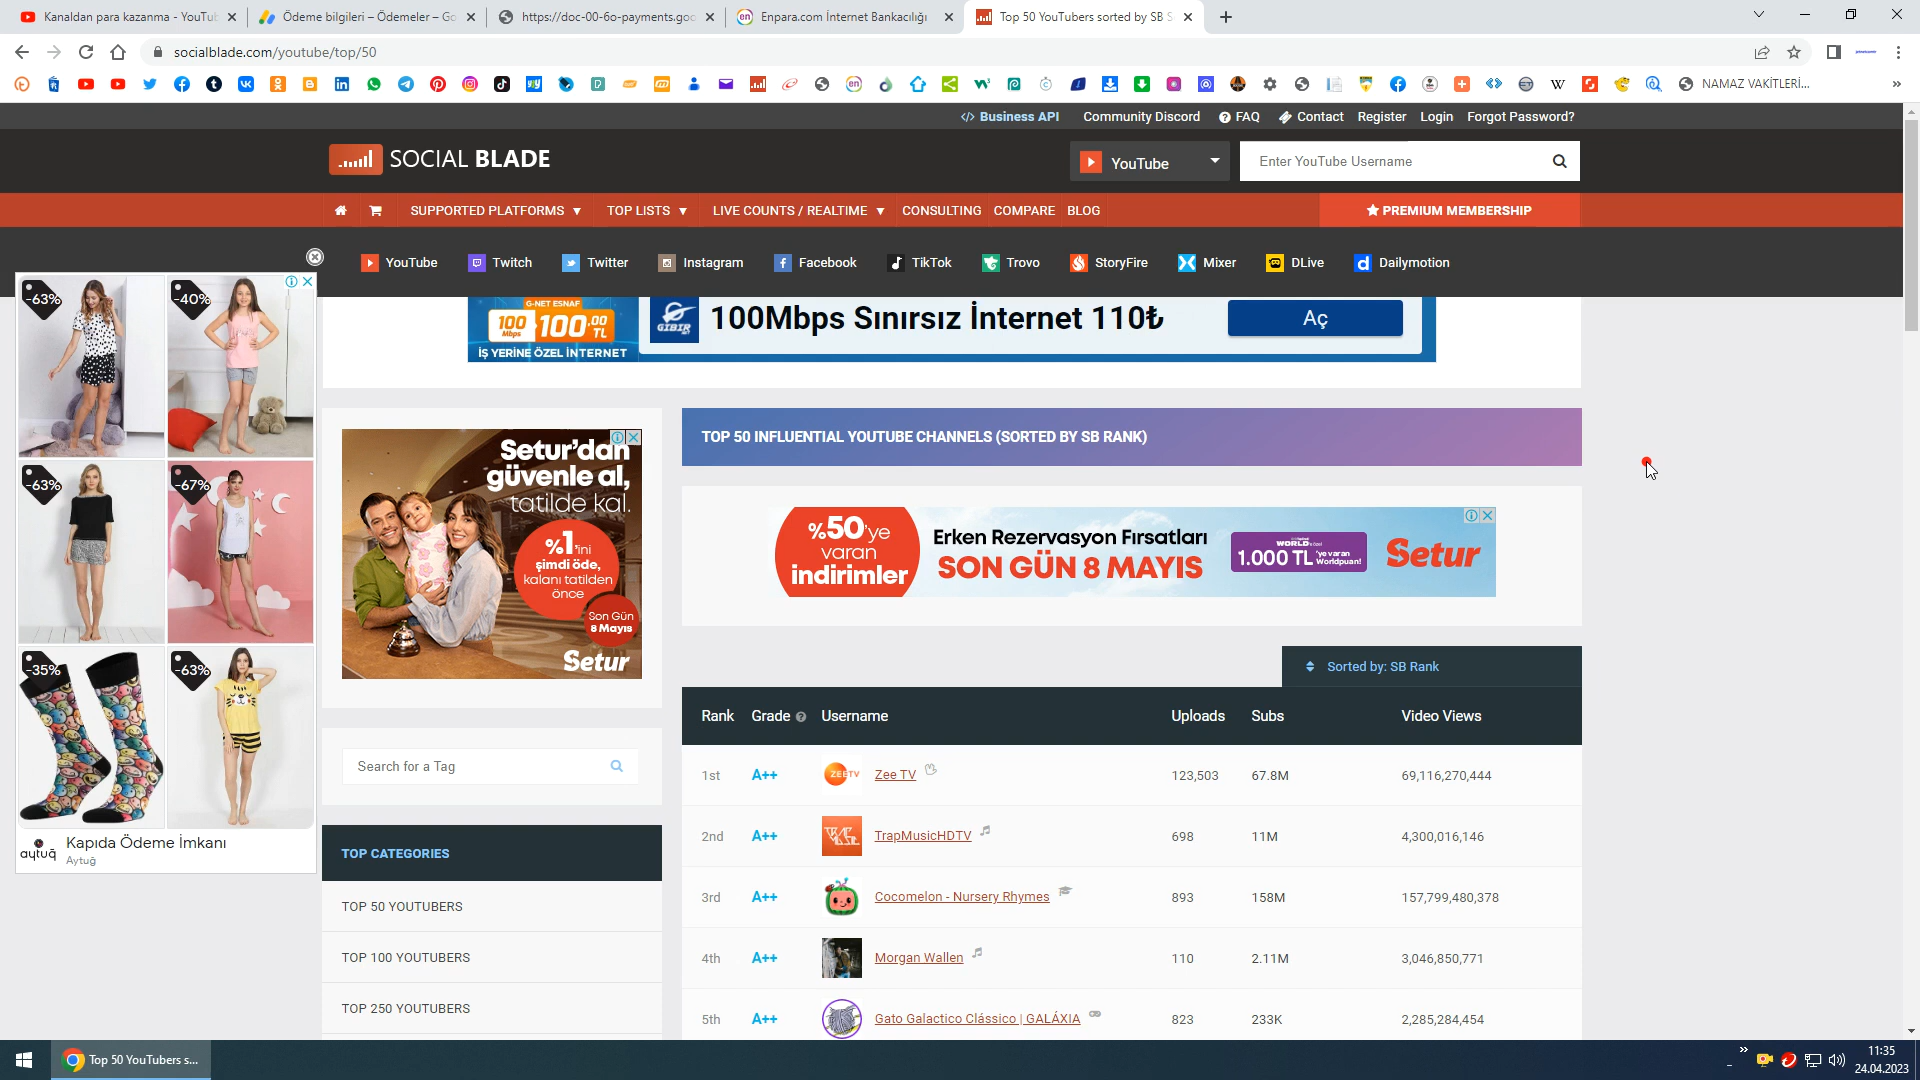 Kanaldan para kazanma - YouTu
Ödeme bilgileri – Ödemeler – Go
https://doc-00-6o-payments.goo
Enpara.com İnternet Bankacılığı
Top 50 YouTubers sorted by SB S
socialblade.com/youtube/top/50
NAMAZ VAKİTLERİ...
</> Business API
Community Discord
FAQ
Contact
Register
Login
Forgot Password?
SOCIAL BLADE
YouTube
Enter YouTube Username
SUPPORTED PLATFORMS
TOP LISTS
LIVE COUNTS / REALTIME
CONSULTING
COMPARE
BLOG
PREMIUM MEMBERSHIP
YouTube
Twitch
Twitter
Instagram
Facebook
TikTok
Trovo
StoryFire
Mixer
DLive
Dailymotion
-63%
-40%
-63%
-67%
-35%
-63%
aytuğ
Kapıda Ödeme İmkanı
Aytuğ
G-NET ESNAF
100 Mbps
100.00 TL
İŞ YERİNE ÖZEL İNTERNET
GIBIR
100Mbps Sınırsız İnternet 110₺
Aç
Setur'dan
güvenle al,
tatilde kal.
%1'ini
şimdi öde,
kalanı tatilden
önce
Son Gün
8 Mayıs
Setur
TOP 50 INFLUENTIAL YOUTUBE CHANNELS (SORTED BY SB RANK)
%50'ye
varan
indirimler
Erken Rezervasyon Fırsatları
SON GÜN 8 MAYIS
WORLD
1.000 TL 'ye varan Worldpuan!
Setur
Sorted by: SB Rank
Rank Grade Username Uploads Subs Video Views
1st A++ ZEETV Zee TV 123,503 67.8M 69,116,270,444
2nd A++ TrapMusicHDTV 698 11M 4,300,016,146
3rd A++ Cocomelon - Nursery Rhymes 893 158M 157,799,480,378
4th A++ Morgan Wallen 110 2.11M 3,046,850,771
5th A++ Gato Galactico Clássico | GALÁXIA 823 233K 2,285,284,454
Search for a Tag
TOP CATEGORIES
TOP 50 YOUTUBERS
TOP 100 YOUTUBERS
TOP 250 YOUTUBERS
Top 50 YouTubers s...
11:35
24.04.2023